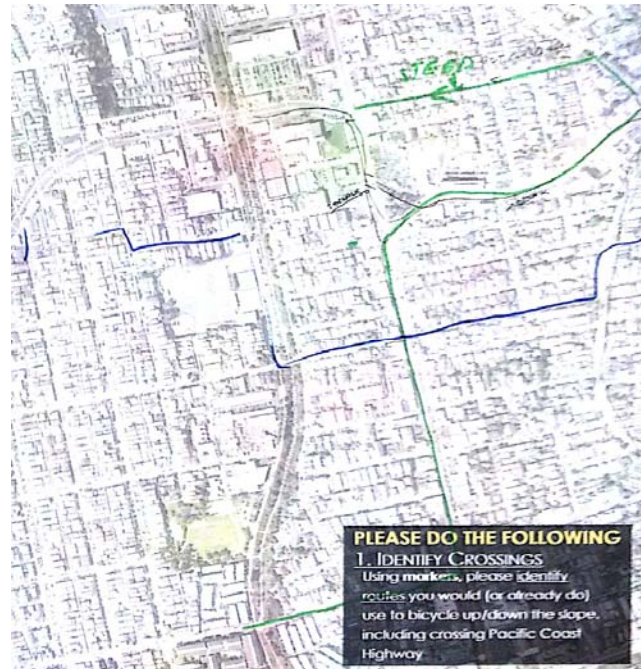 STEEP
PLEASE DO THE FOLLOWING
1. IDENTIFY CROSSINGS
Using markers, please identify
routes you would (or already do)
use to bicycle up/down the slope,
including crossing Pacific Coast
Highway